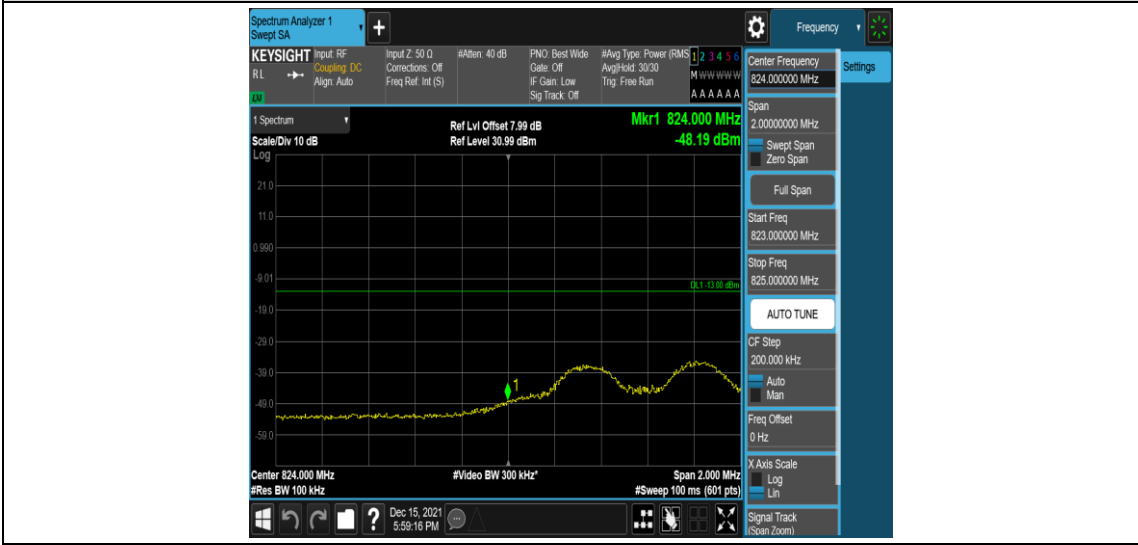 Spectrum Analyzer 1
Swept SA
+
Frequency
KEYSIGHT
RL
LM
Input: RF
Coupling: DC
Align: Auto
Input Z: 50 Ω
Corrections: Off
Freq Ref: Int (S)
#Atten: 40 dB
PNO: Best Wide
Gate: Off
IF Gain: Low
Sig Track: Off
#Avg Type: Power (RMS
Avg|Hold: 30/30
Trig: Free Run
1 2 3 4 5 6
M W W W W W
A A A A A A
1 Spectrum
Scale/Div 10 dB
Log
Ref Lvl Offset 7.99 dB
Ref Level 30.99 dBm
Mkr1 824.000 MHz
-48.19 dBm
21.0
11.0
0.990
-9.01
-19.0
-29.0
-39.0
-49.0
-59.0
DL1 -13.00 dBm
1
Center 824.000 MHz
#Res BW 100 kHz
#Video BW 300 kHz*
Span 2.000 MHz
#Sweep 100 ms (601 pts)
Center Frequency
824.000000 MHz
Settings
Span
2.00000000 MHz
Swept Span
Zero Span
Full Span
Start Freq
823.000000 MHz
Stop Freq
825.000000 MHz
AUTO TUNE
CF Step
200.000 kHz
Auto
Man
Freq Offset
0 Hz
X Axis Scale
Log
Lin
Signal Track
(Span Zoom)
?
Dec 15, 2021
5:59:16 PM